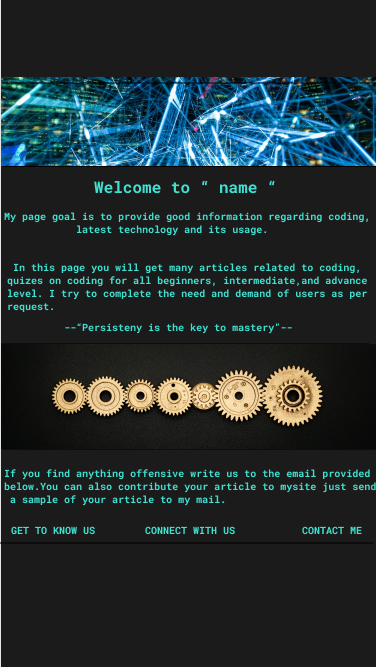 Welcome to “ name “
My page goal is to provide good information regarding coding,
latest technology and its usage.
In this page you will get many articles related to coding,
quizes on coding for all beginners, intermediate,and advance
level. I try to complete the need and demand of users as per
request.
--“Persisteny is the key to mastery”--
If you find anything offensive write us to the email provided
below.You can also contribute your article to mysite just send
a sample of your article to my mail.
GET TO KNOW US CONNECT WITH US CONTACT ME